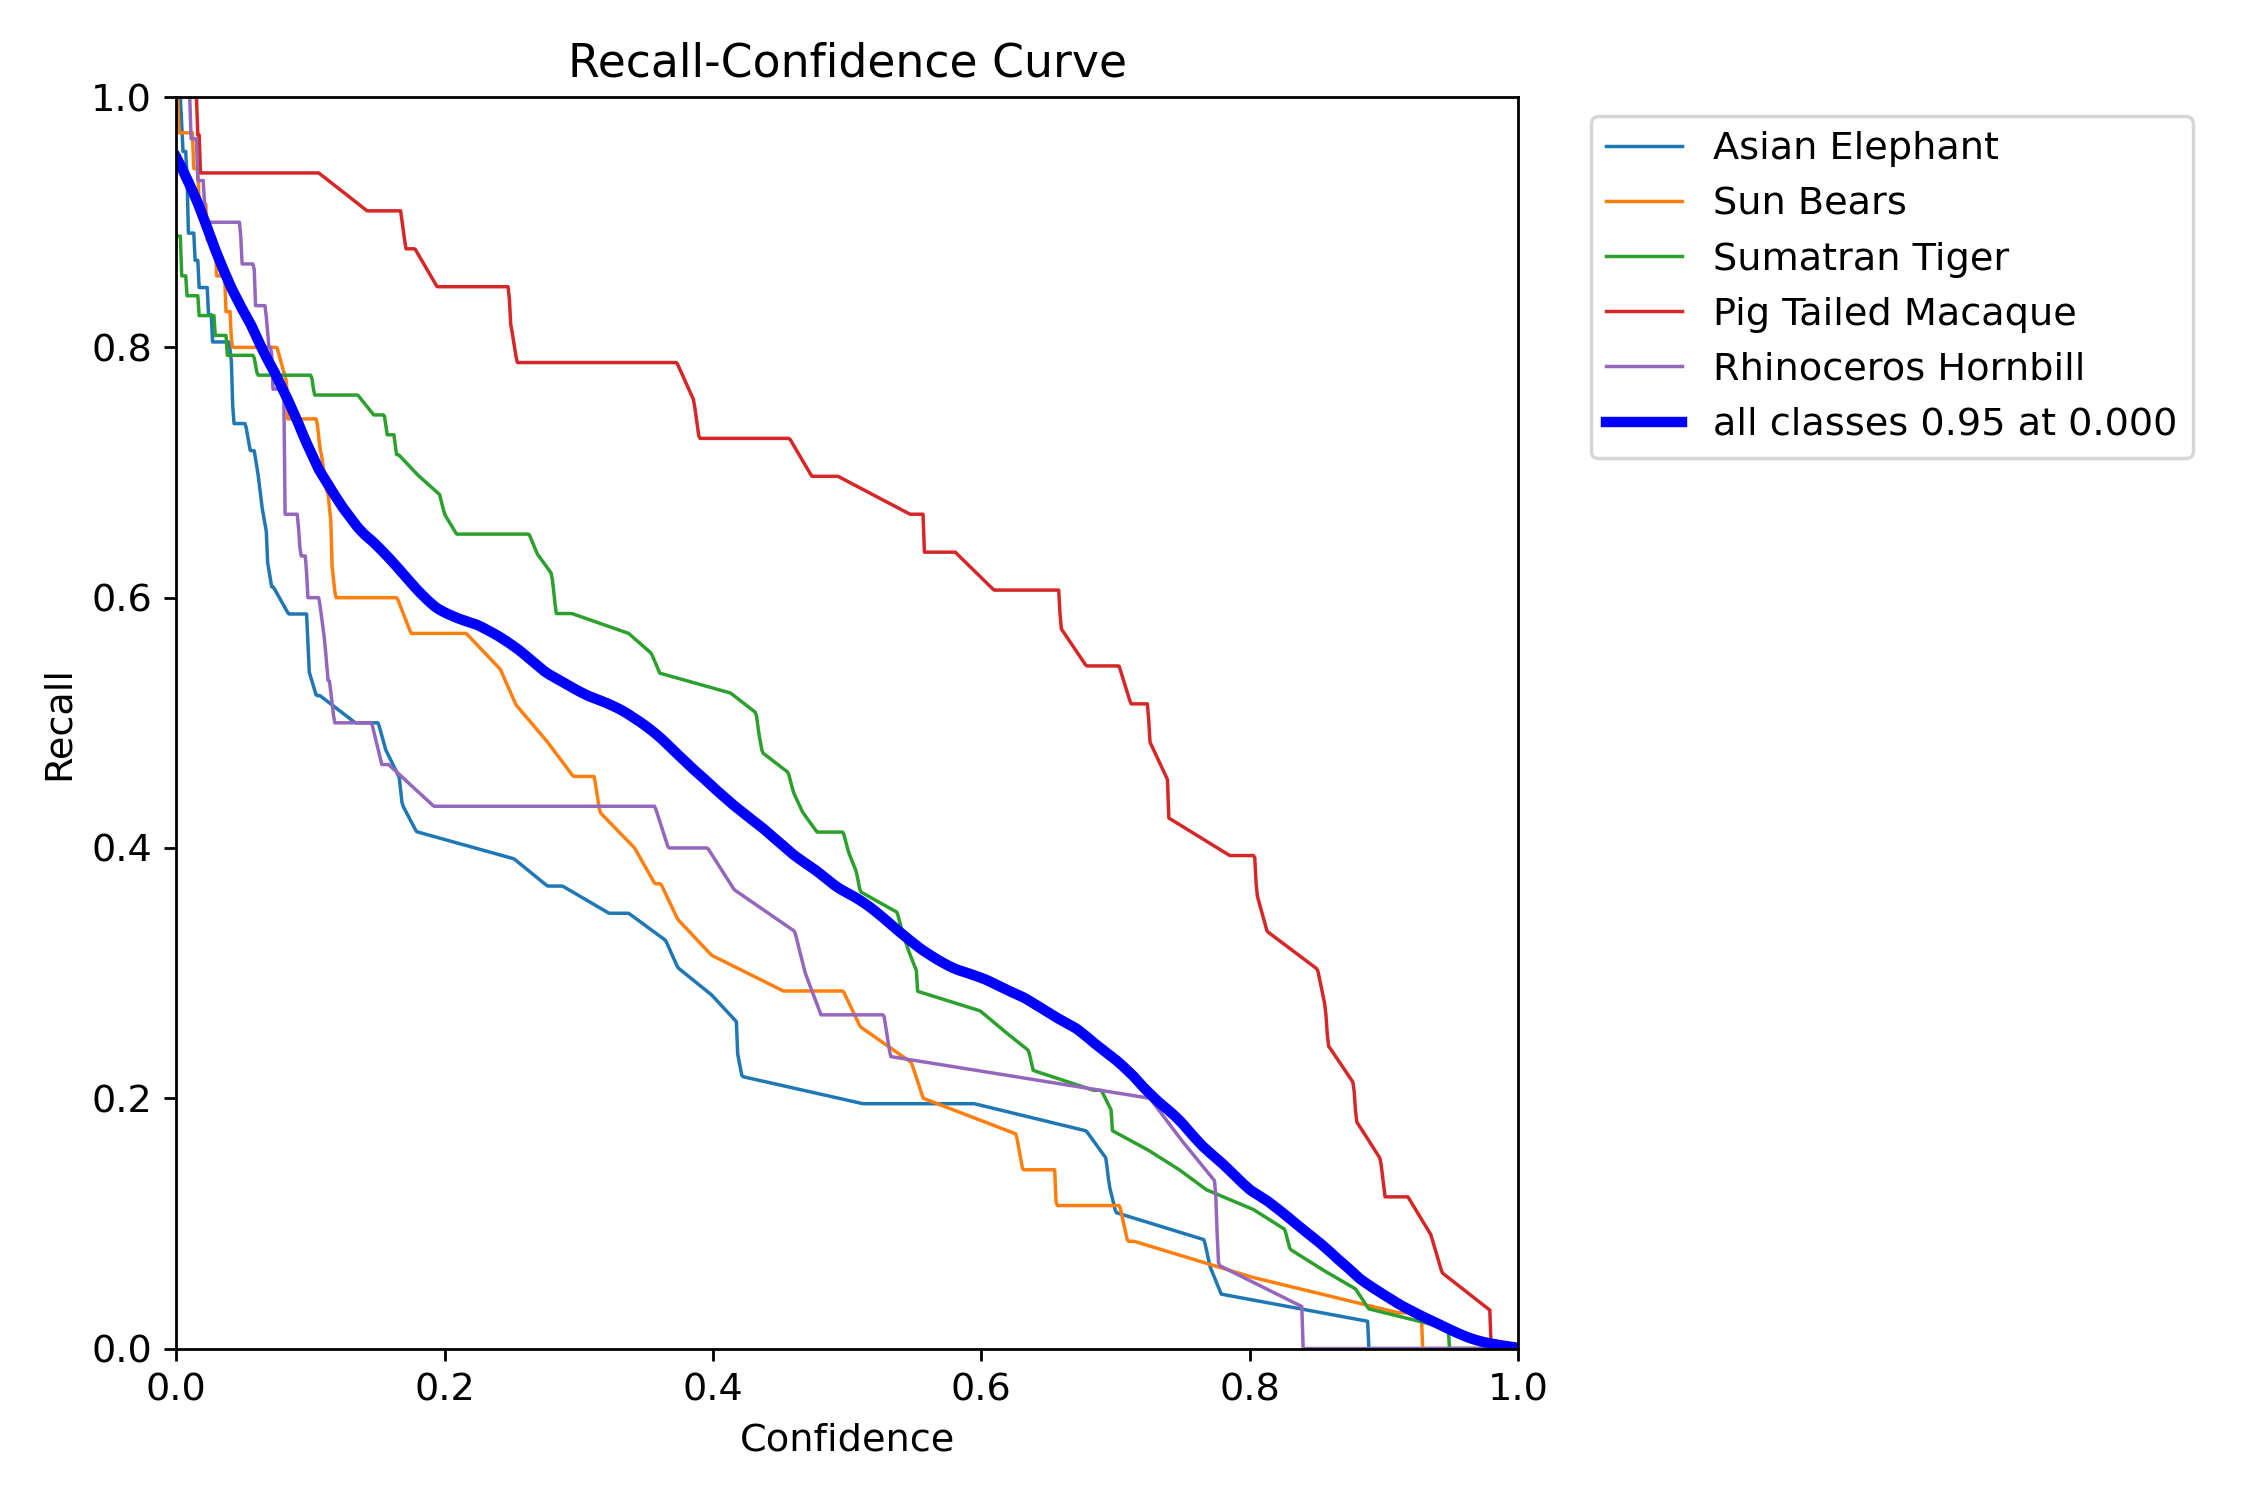 Recall-Confidence Curve
1.0
0.8
0.6
0.4
0.2
0.0
Recall
0.0 0.2 0.4 0.6 0.8 1.0
Confidence
Asian Elephant
Sun Bears
Sumatran Tiger
Pig Tailed Macaque
Rhinoceros Hornbill
all classes 0.95 at 0.000